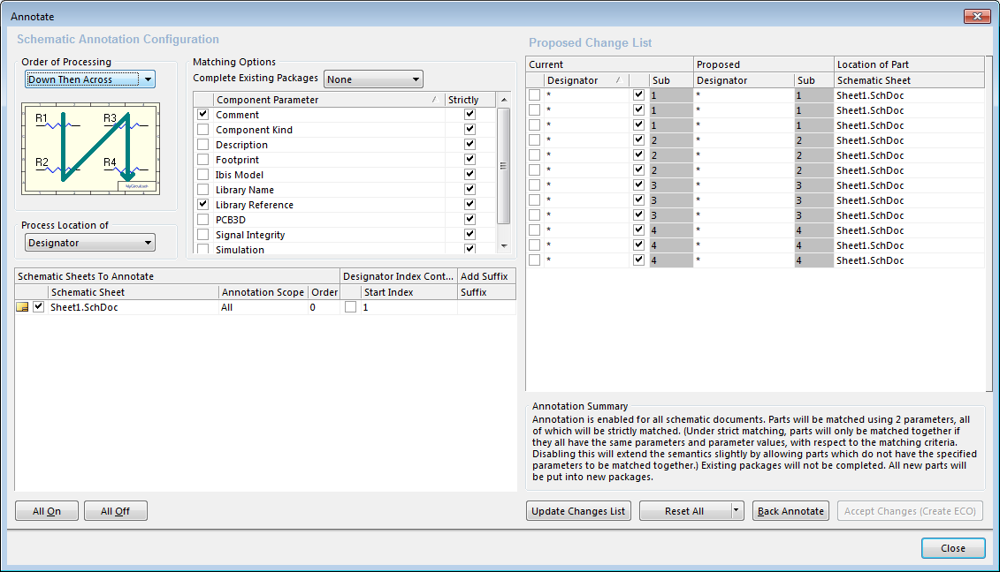 Annotate
Schematic Annotation Configuration
Order of Processing
Down Then Across
R1 R3
R2 R4
MyCircuit.sch
Process Location of
Designator
Matching Options
Complete Existing Packages None
Component Parameter Strictly
Comment
Component Kind
Description
Footprint
Ibis Model
Library Name
Library Reference
PCB3D
Signal Integrity
Simulation
Schematic Sheets To Annotate Designator Index Cont... Add Suffix
Schematic Sheet Annotation Scope Order Start Index Suffix
Sheet1.SchDoc All 0 1
All On All Off
Proposed Change List
Current Proposed Location of Part
Designator Sub Designator Sub Schematic Sheet
* 1 * 1 Sheet1.SchDoc
* 1 * 1 Sheet1.SchDoc
* 1 * 1 Sheet1.SchDoc
* 2 * 2 Sheet1.SchDoc
* 2 * 2 Sheet1.SchDoc
* 2 * 2 Sheet1.SchDoc
* 3 * 3 Sheet1.SchDoc
* 3 * 3 Sheet1.SchDoc
* 3 * 3 Sheet1.SchDoc
* 4 * 4 Sheet1.SchDoc
* 4 * 4 Sheet1.SchDoc
* 4 * 4 Sheet1.SchDoc
Annotation Summary
Annotation is enabled for all schematic documents. Parts will be matched using 2 parameters, all
of which will be strictly matched. (Under strict matching, parts will only be matched together if
they all have the same parameters and parameter values, with respect to the matching criteria.
Disabling this will extend the semantics slightly by allowing parts which do not have the specified
parameters to be matched together.) Existing packages will not be completed. All new parts will
be put into new packages.
Update Changes List Reset All Back Annotate Accept Changes (Create ECO)
Close